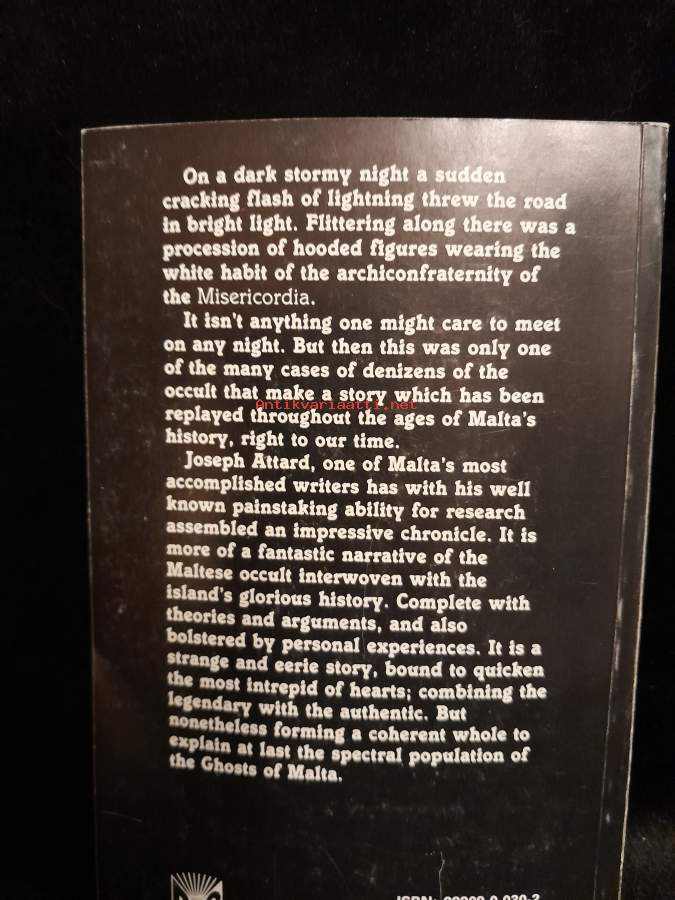 On a dark stormy night a sudden
cracking flash of lightning threw the road
in bright light. Flittering along there was a
procession of hooded figures wearing the
white habit of the archiconfraternity of
the Misericordia.
It isn't anything one might care to meet
on any night. But then this was only one
of the many cases of denizens of the
occult that make a story which has been
Antikvariaatti.net
replayed throughout the ages of Malta's
history, right to our time.
Joseph Attard, one of Malta's most
accomplished writers has with his well
known painstaking ability for research
assembled an impressive chronicle. It is
more of a fantastic narrative of the
Maltese occult interwoven with the
island's glorious history. Complete with
theories and arguments, and also
bolstered by personal experiences. It is a
strange and eerie story, bound to quicken
the most intrepid of hearts; combining the
legendary with the authentic. But
nonetheless forming a coherent whole to
explain at last the spectral population of
the Ghosts of Malta.
ISBN: